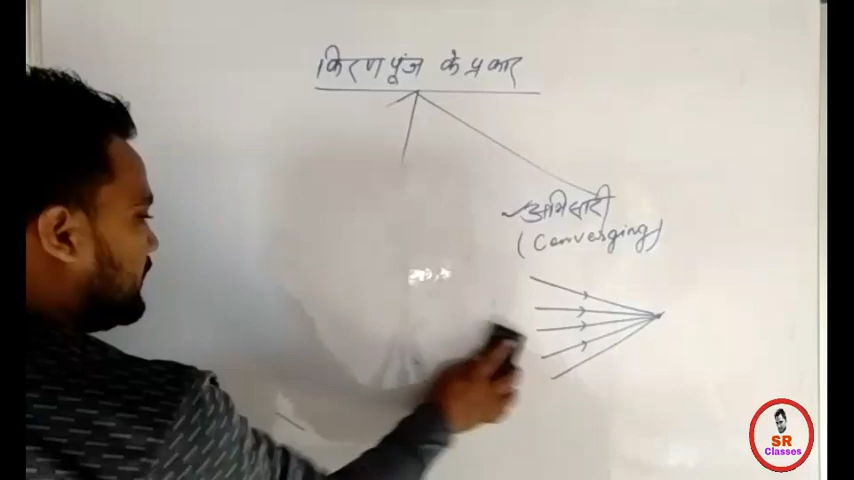 किरण पूंज के प्रकार
अभिसारी
(Converging)
SR
Classes